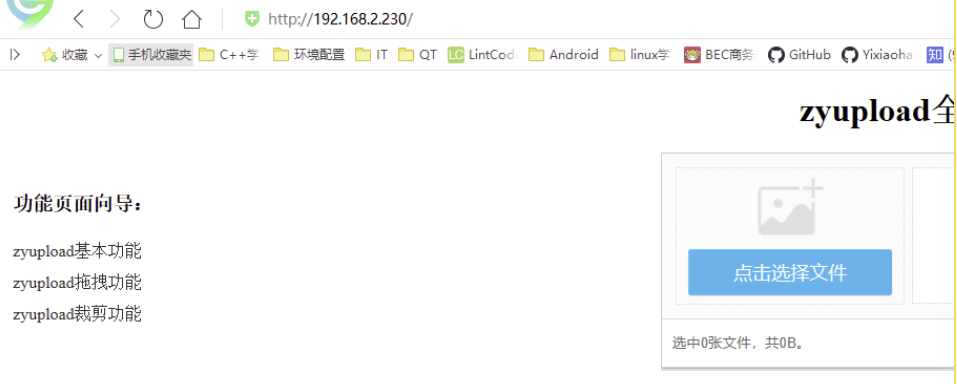 http://192.168.2.230/
收藏 手机收藏夹 C++学 环境配置 IT QT LC LintCod Android linux学 BEC商务 GitHub Yixiaoha 知
zyupload全
功能页面向导：
zyupload基本功能
zyupload拖拽功能
zyupload裁剪功能
点击选择文件
选中0张文件，共0B。